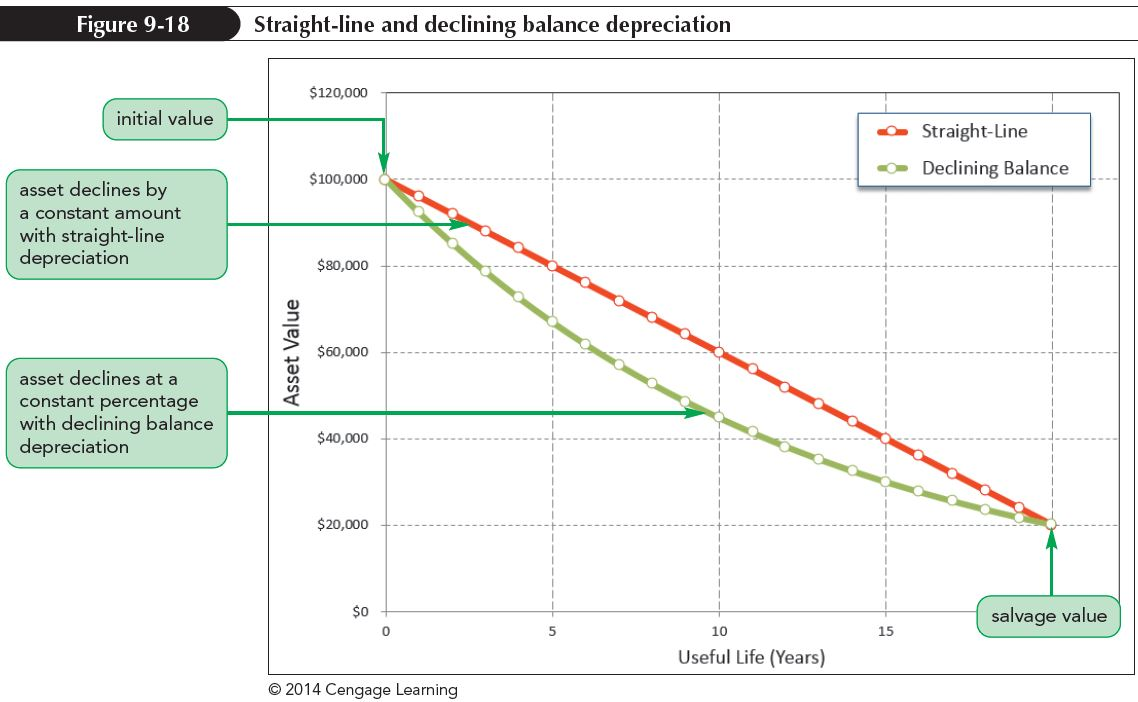 Figure 9-18 Straight-line and declining balance depreciation
initial value
asset declines by
a constant amount
with straight-line
depreciation
asset declines at a
constant percentage
with declining balance
depreciation
Asset Value
$120,000
$100,000
$80,000
$60,000
$40,000
$20,000
$0
Straight-Line
Declining Balance
0 5 10 15
Useful Life (Years)
salvage value
© 2014 Cengage Learning